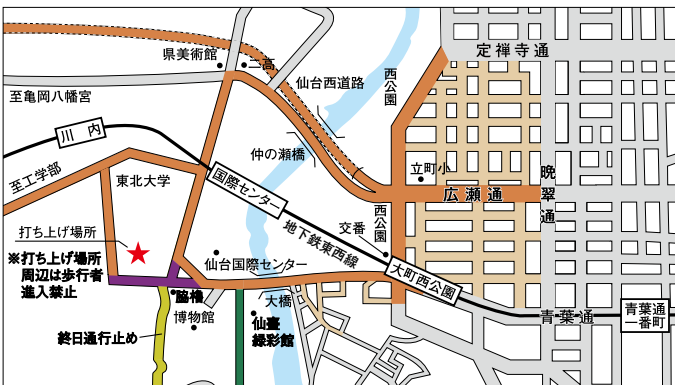 定禅寺通
県美術館
二高
西公園
仙台西道路
至亀岡八幡宮
川内
仲の瀬橋
立町小
晩翠通
至工学部
東北大学
国際センター
広瀬通
西公園
打ち上げ場所
交番
地下鉄東西線
※打ち上げ場所
周辺は歩行者
進入禁止
仙台国際センター
大町西公園
脇櫓
大橋
博物館
仙臺
緑彩館
青葉通
青葉通
一番町
終日通行止め